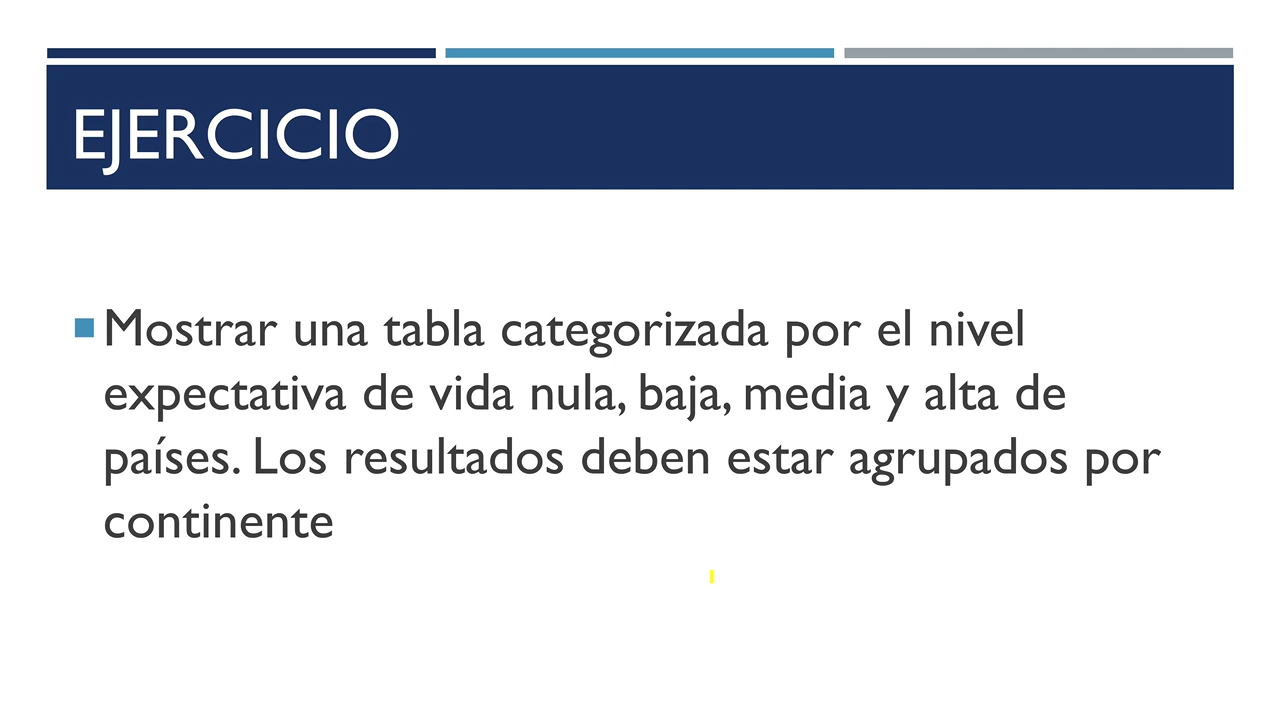 EJERCICIO
Mostrar una tabla categorizada por el nivel
expectativa de vida nula, baja, media y alta de
países. Los resultados deben estar agrupados por
continente